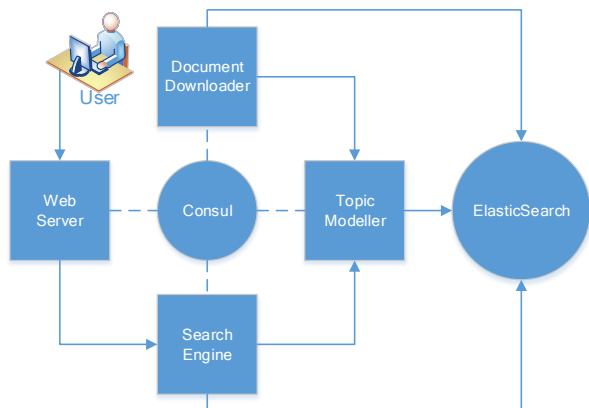 User
Document
Downloader
Web
Server
Consul
Topic
Modeller
ElasticSearch
Search
Engine